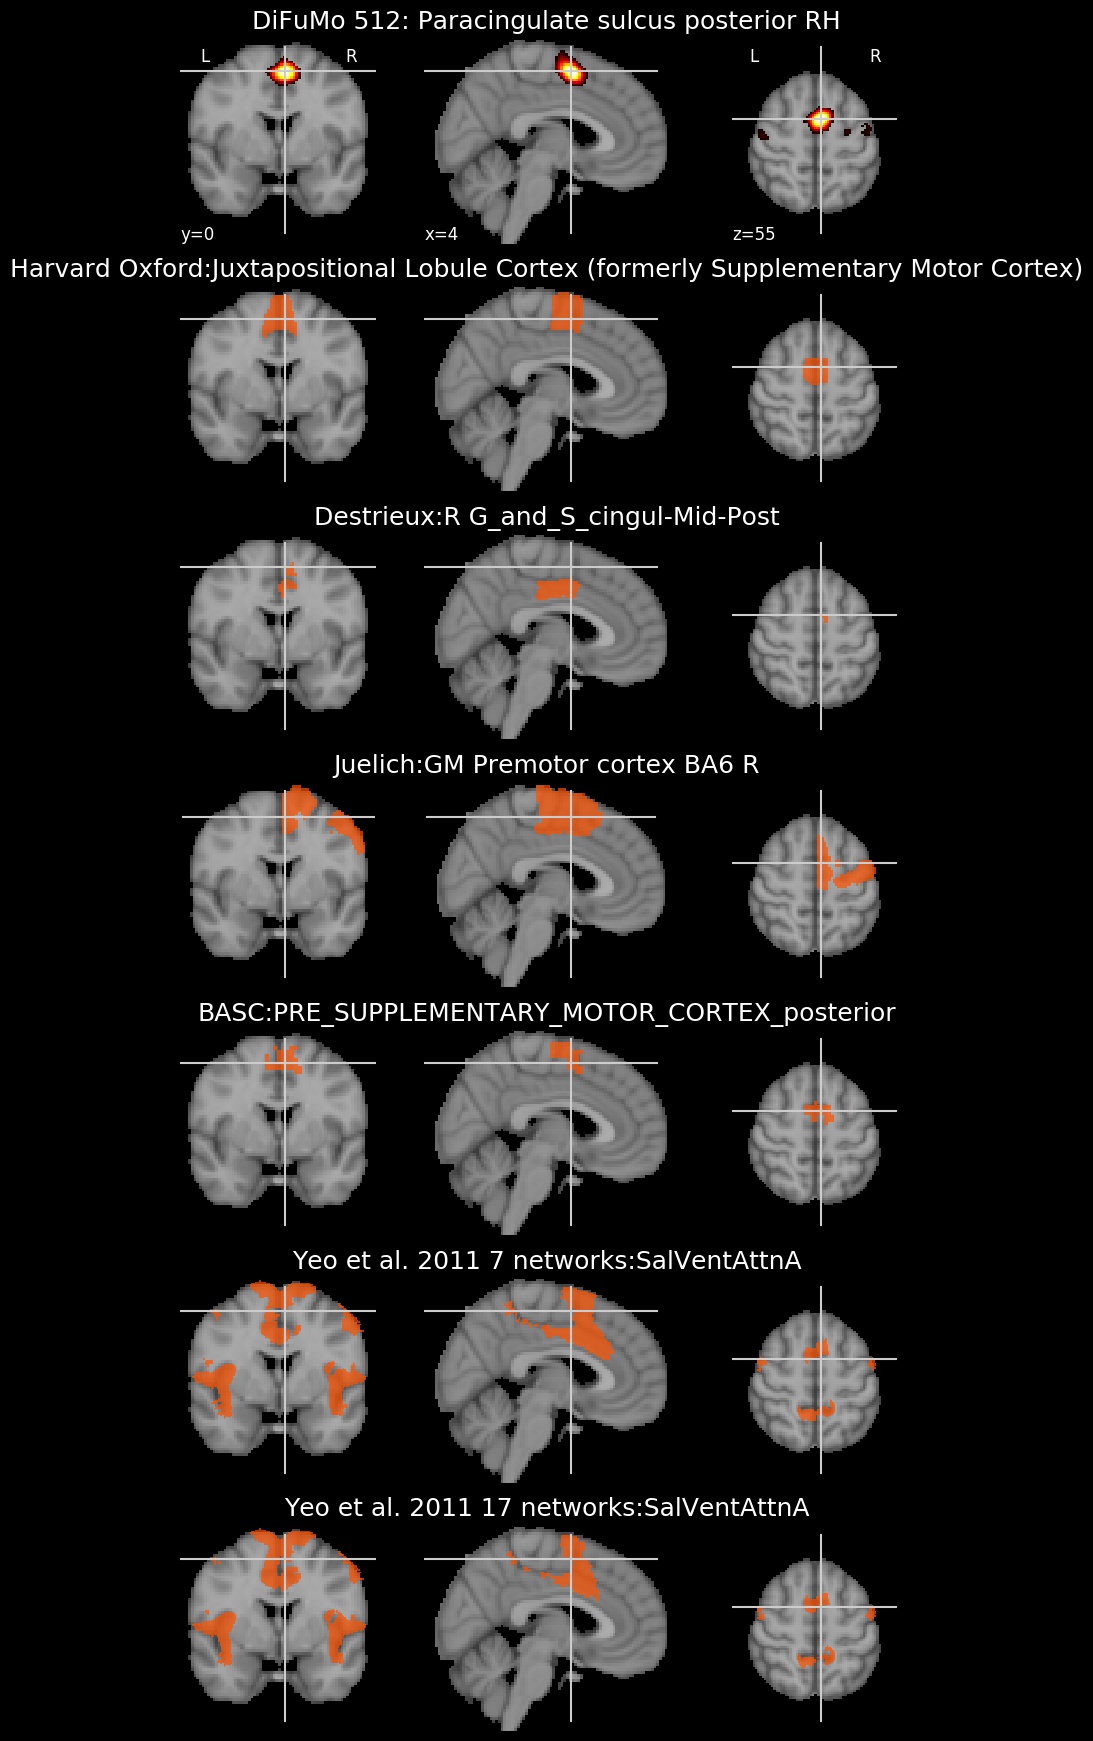 DiFuMo 512: Paracingulate sulcus posterior RH
L R L R
y=0 x=4 z=55
Harvard Oxford:Juxtapositional Lobule Cortex (formerly Supplementary Motor Cortex)
Destrieux:R G_and_S_cingul-Mid-Post
Juelich:GM Premotor cortex BA6 R
BASC:PRE_SUPPLEMENTARY_MOTOR_CORTEX_posterior
Yeo et al. 2011 7 networks:SalVentAttnA
Yeo et al. 2011 17 networks:SalVentAttnA